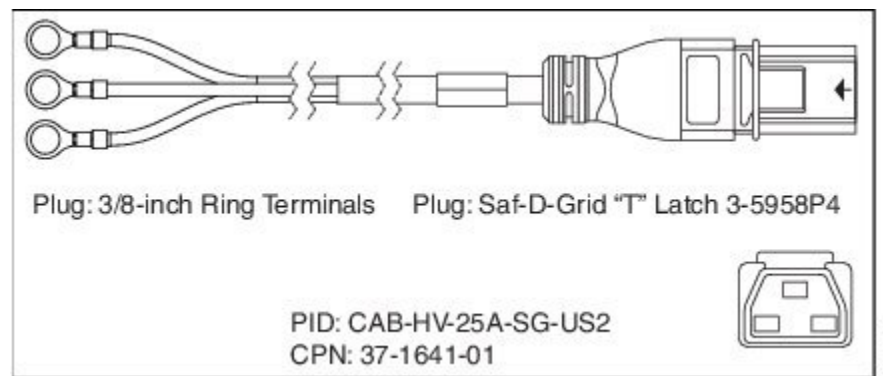 Plug: 3/8-inch Ring Terminals
Plug: Saf-D-Grid “T” Latch 3-5958P4
PID: CAB-HV-25A-SG-US2
CPN: 37-1641-01